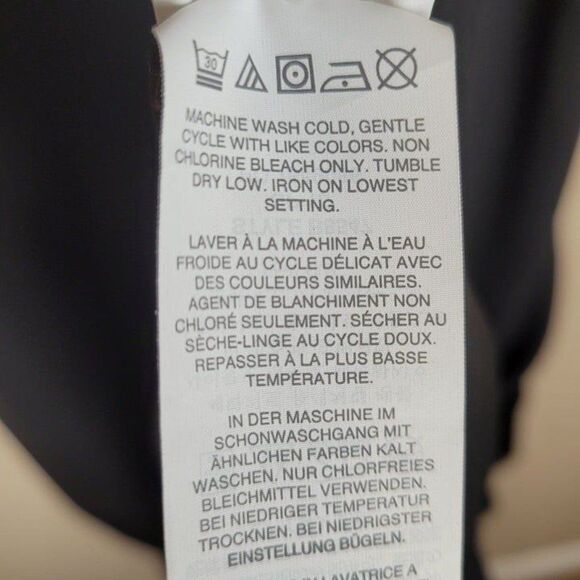 30
MACHINE WASH COLD, GENTLE
CYCLE WITH LIKE COLORS. NON
CHLORINE BLEACH ONLY. TUMBLE
DRY LOW. IRON ON LOWEST
SETTING.
LAVER À LA MACHINE À L'EAU
FROIDE AU CYCLE DÉLICAT AVEC
DES COULEURS SIMILAIRES.
AGENT DE BLANCHIMENT NON
CHLORÉ SEULEMENT. SÉCHER AU
SÈCHE-LINGE AU CYCLE DOUX.
REPASSER À LA PLUS BASSE
TEMPÉRATURE.
IN DER MASCHINE IM
SCHONWASCHGANG MIT
ÄHNLICHEN FARBEN KALT
WASCHEN. NUR CHLORFREIES
BLEICHMITTEL VERWENDEN.
BEI NIEDRIGER TEMPERATUR
TROCKNEN. BEI NIEDRIGSTER
EINSTELLUNG BÜGELN.
LAVATRICE A